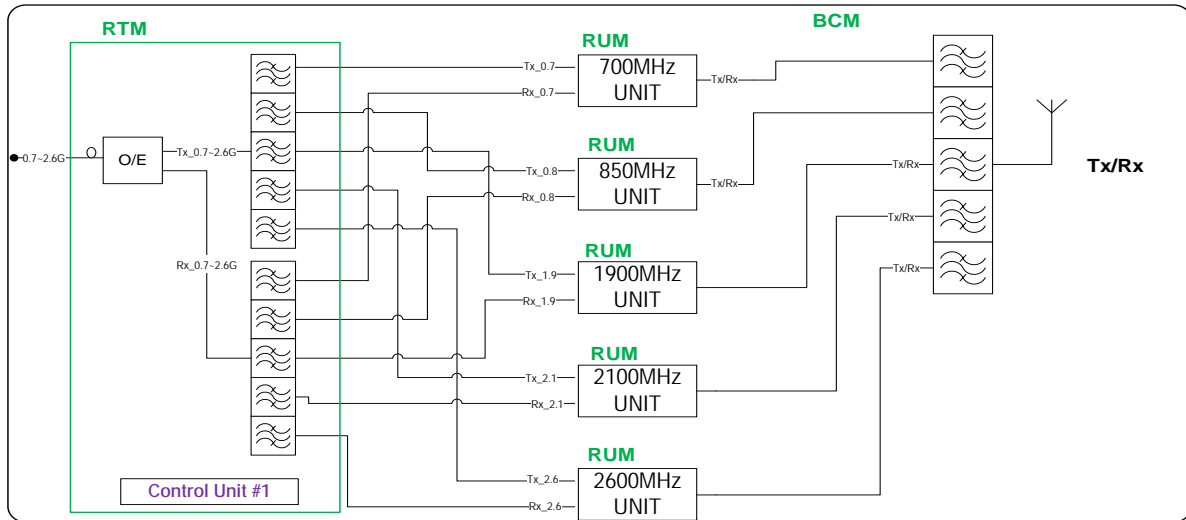 RTM
BCM
RUM
700MHz
UNIT
Tx_0.7
Rx_0.7
Tx/Rx
0.7~2.6G
O/E
Tx_0.7~2.6G
Rx_0.7~2.6G
RUM
850MHz
UNIT
Tx_0.8
Rx_0.8
Tx/Rx
Tx/Rx
Tx/Rx
RUM
1900MHz
UNIT
Tx_1.9
Rx_1.9
Tx/Rx
Tx/Rx
RUM
2100MHz
UNIT
Tx_2.1
Rx_2.1
RUM
2600MHz
UNIT
Tx_2.6
Rx_2.6
Control Unit #1